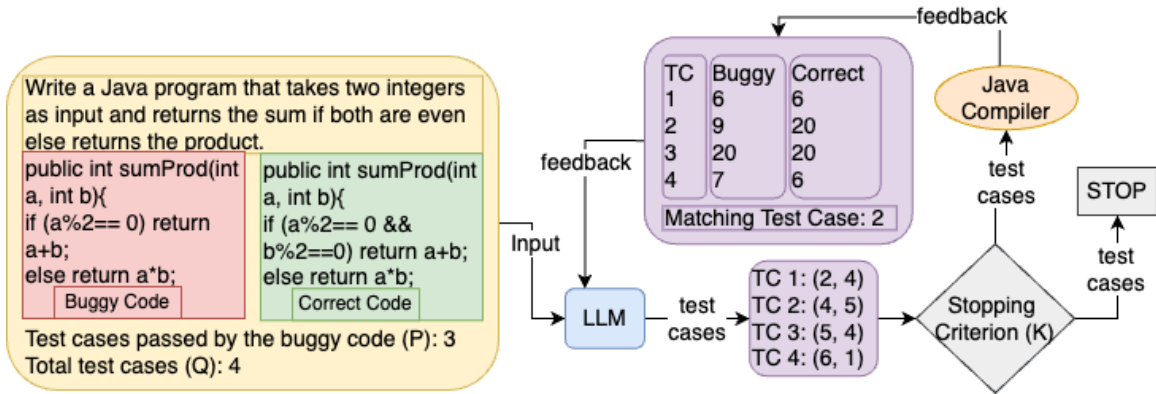 Write a Java program that takes two integers
as input and returns the sum if both are even
else returns the product.
public int sumProd(int
a, int b){
if (a%2== 0) return
a+b;
else return a*b;
Buggy Code
public int sumProd(int
a, int b){
if (a%2== 0 &&
b%2==0) return a+b;
else return a*b;
Correct Code
Test cases passed by the buggy code (P): 3
Total test cases (Q): 4
Input
LLM
feedback
TC Buggy Correct
1 6 6
2 9 20
3 20 20
4 7 6
Matching Test Case: 2
feedback
Java
Compiler
test
cases
TC 1: (2, 4)
TC 2: (4, 5)
TC 3: (5, 4)
TC 4: (6, 1)
Stopping
Criterion (K)
test
cases
test
cases
STOP